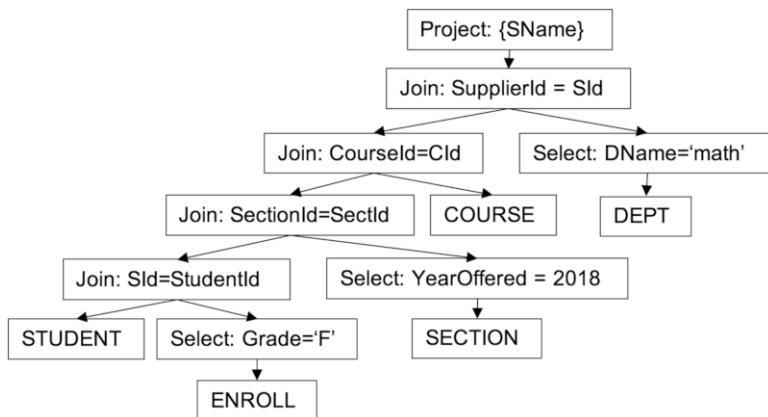 Project: {SName}
Join: SupplierId = SId
Join: CourseId=CId
Select: DName=‘math’
Join: SectionId=SectId
COURSE
DEPT
Join: SId=StudentId
Select: YearOffered = 2018
STUDENT
Select: Grade=‘F’
SECTION
ENROLL